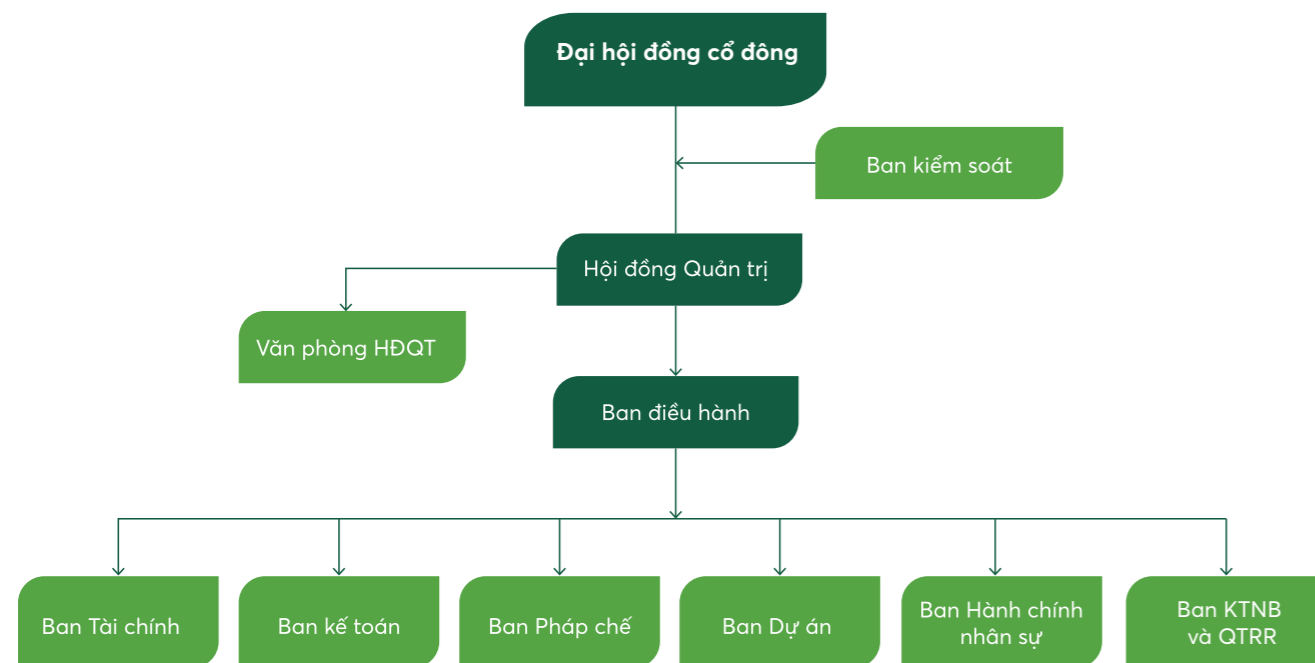 Đại hội đồng cổ đông
Ban kiểm soát
Hội đồng Quản trị
Văn phòng HĐQT
Ban điều hành
Ban Tài chính
Ban kế toán
Ban Pháp chế
Ban Dự án
Ban Hành chính
nhân sự
Ban KTNB
và QTRR